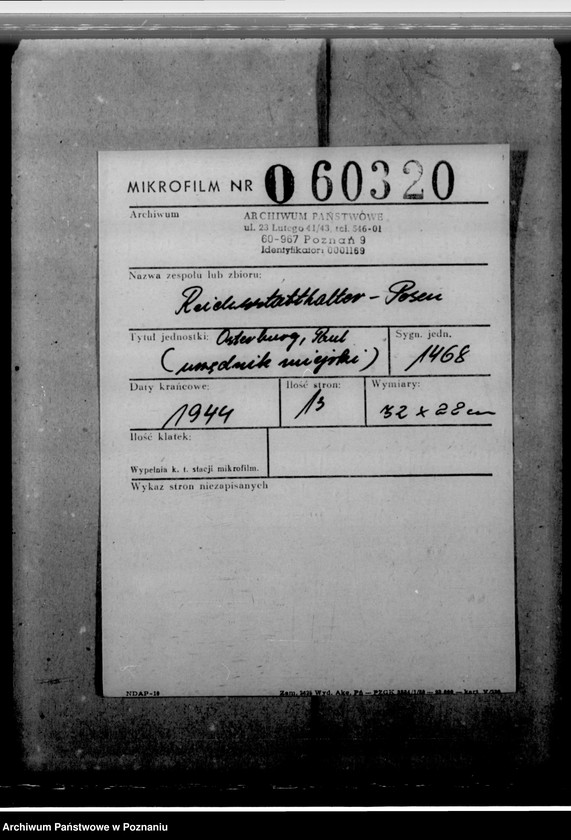 MIKROFILM NR 0 60320
Archiwum
ARCHIWUM PAŃSTWOWE
ul. 23 Lutego 41/43, tel. 546-01
60-967 Poznań 9
Identyfikator: 0001169
Nazwa zespołu lub zbioru:
Reichsstatthalter - Posen
Tytuł jednostki: Osterburg, Paul
(urzędnik miejski)
Sygn. jedn.
1468
Daty krańcowe:
1944
Ilość stron:
13
Wymiary:
32 x 28 cm
Ilość klatek:
Wypełnia k. t. stacji mikrofilm.
Wykaz stron niezapisanych
NDAP-10
Archiwum Państwowe w Poznaniu